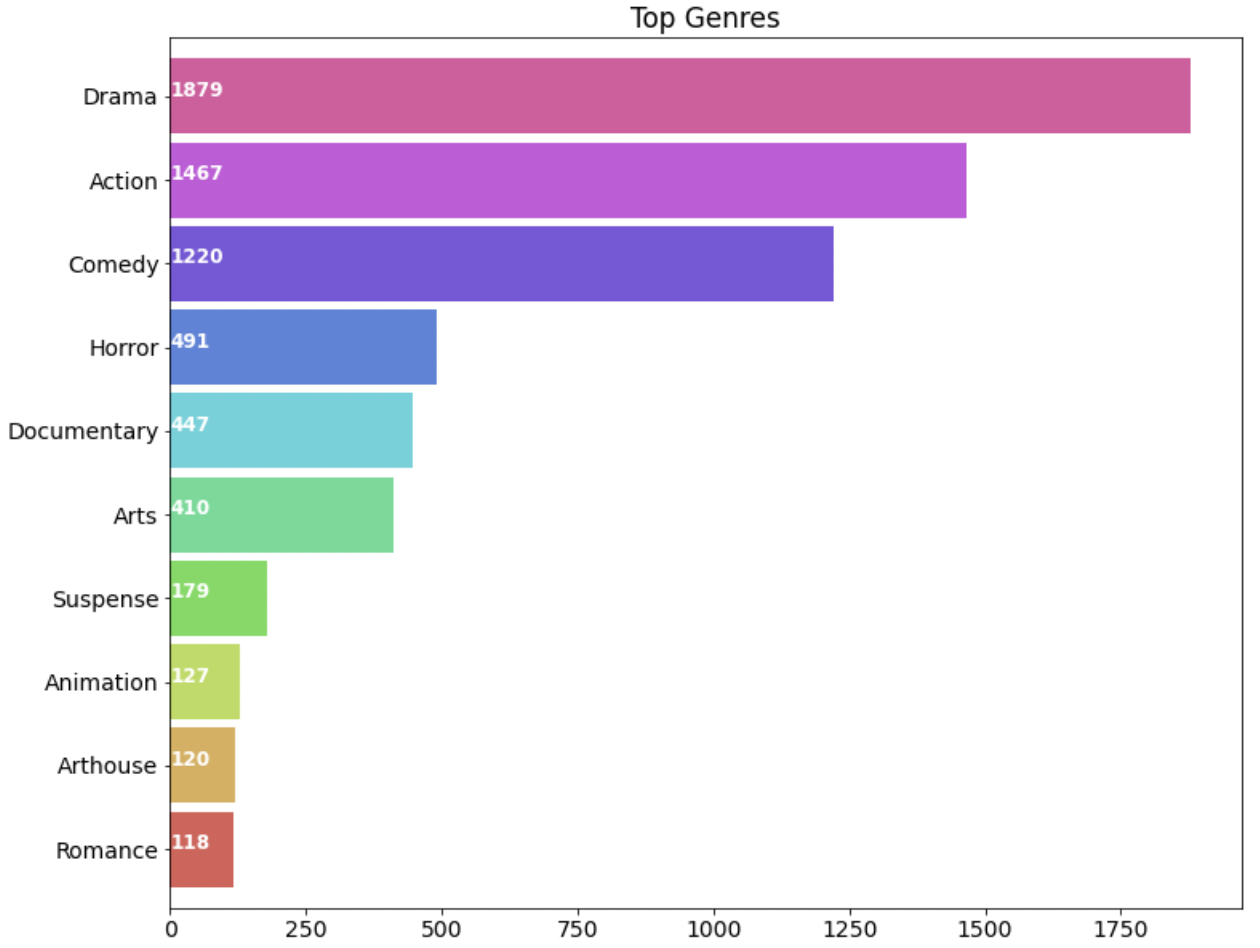 Top Genres
Drama 1879
Action 1467
Comedy 1220
Horror 491
Documentary 447
Arts 410
Suspense 179
Animation 127
Arthouse 120
Romance 118
0 250 500 750 1000 1250 1500 1750